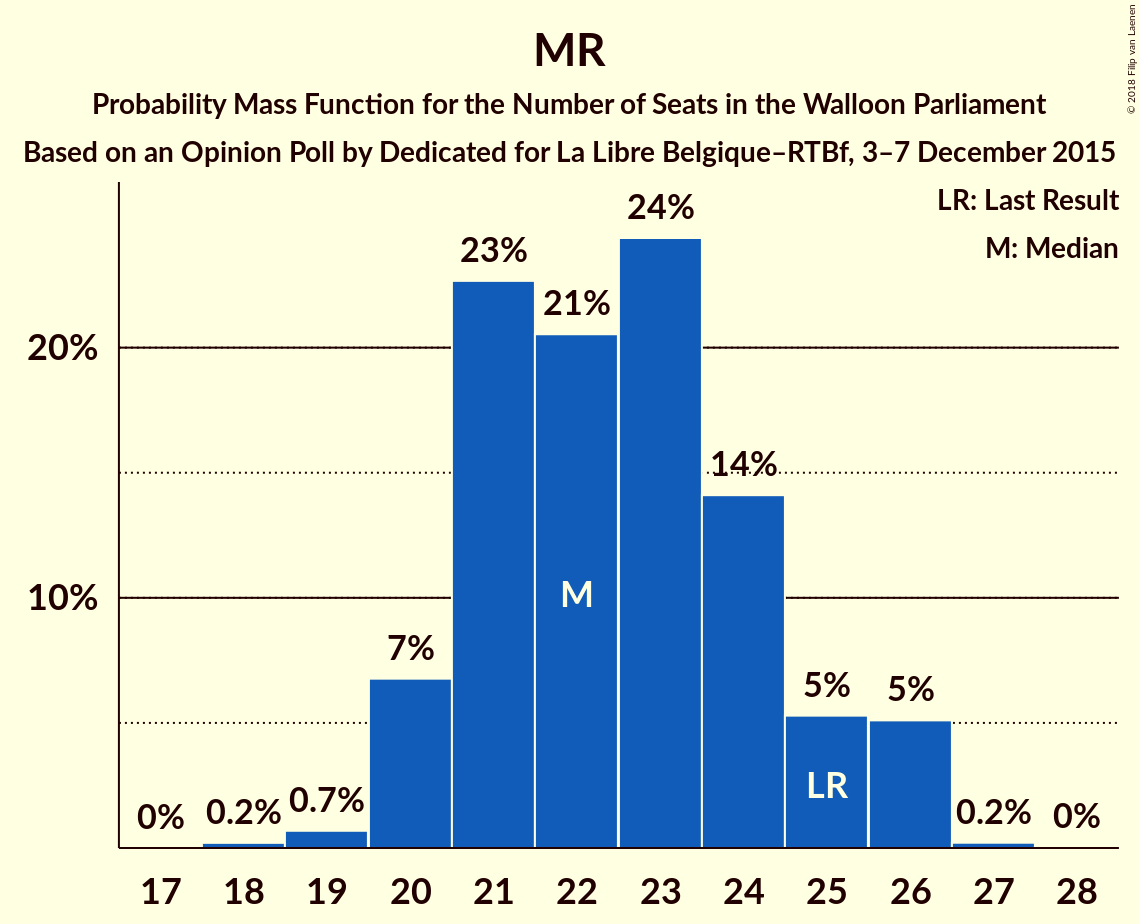 MR
Probability Mass Function for the Number of Seats in the Walloon Parliament
Based on an Opinion Poll by Dedicated for La Libre Belgique–RTBf, 3–7 December 2015
© 2018 Filip van Laenen
LR: Last Result
M: Median
24%
23%
21%
20%
14%
10%
M
7%
5%
5%
LR
0%
0.2%
0.7%
0.2%
0%
17 18 19 20 21 22 23 24 25 26 27 28